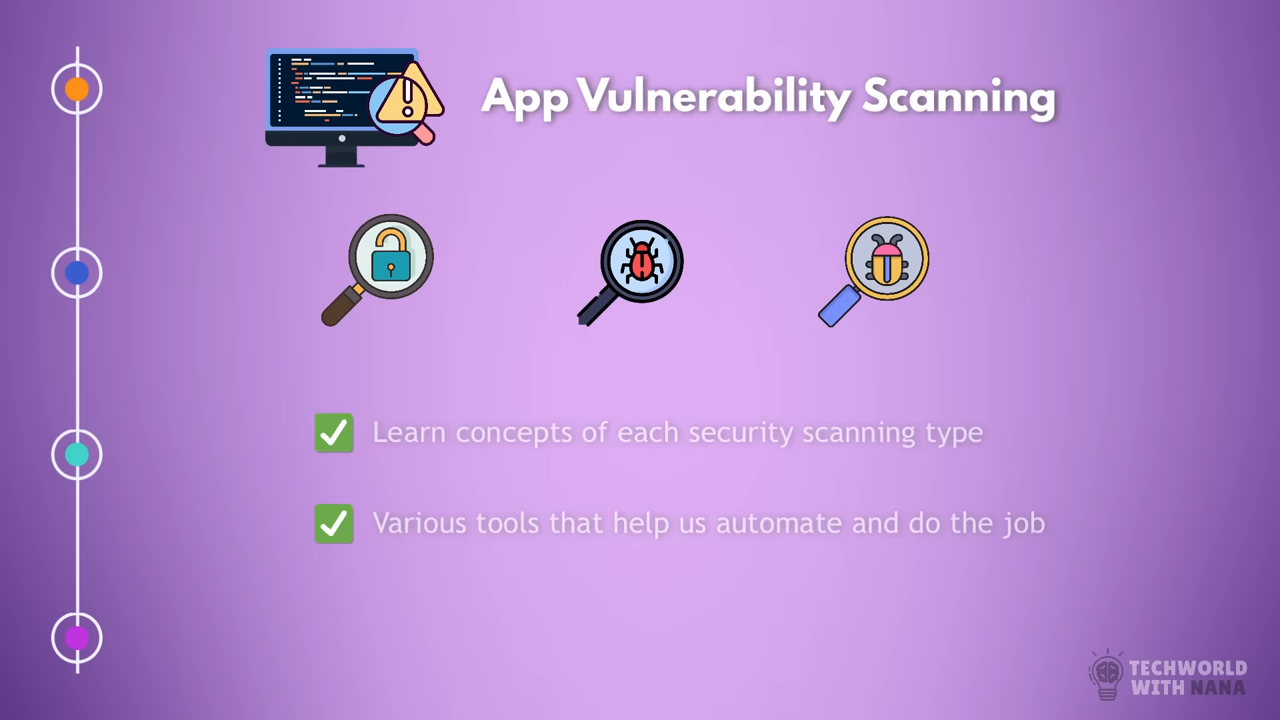 App Vulnerability Scanning
Learn concepts of each security scanning type
Various tools that help us automate and do the job
TECHWORLD
WITH NANA